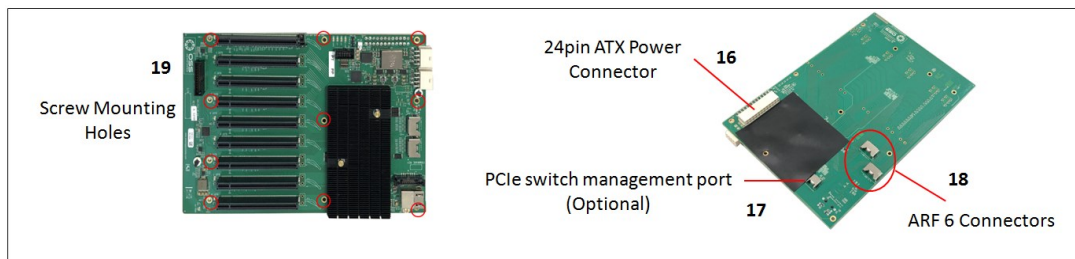 19
Screw Mounting
Holes
OSS
24pin ATX Power
Connector
16
PCIe switch management port
(Optional)
17
18
ARF 6 Connectors